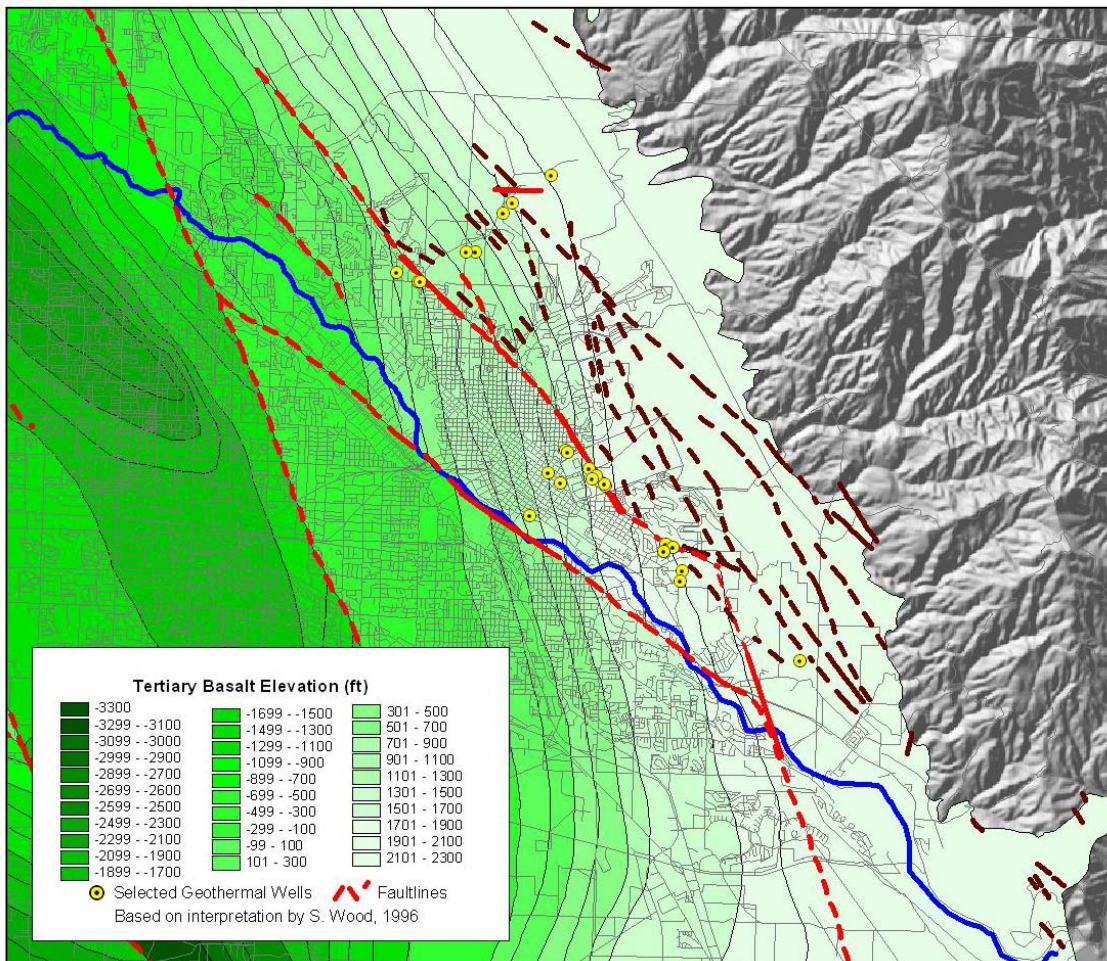 Tertiary Basalt Elevation (ft)
-3300
-3299 - -3100
-3099 - -3000
-2999 - -2900
-2899 - -2700
-2699 - -2600
-2599 - -2500
-2499 - -2300
-2299 - -2100
-2099 - -1900
-1899 - -1700
-1699 - -1500
-1499 - -1300
-1299 - -1100
-1099 - -900
-899 - -700
-699 - -500
-499 - -300
-299 - -100
-99 - 100
101 - 300
301 - 500
501 - 700
701 - 900
901 - 1100
1101 - 1300
1301 - 1500
1501 - 1700
1701 - 1900
1901 - 2100
2101 - 2300
Selected Geothermal Wells
Faultlines
Based on interpretation by S. Wood, 1996